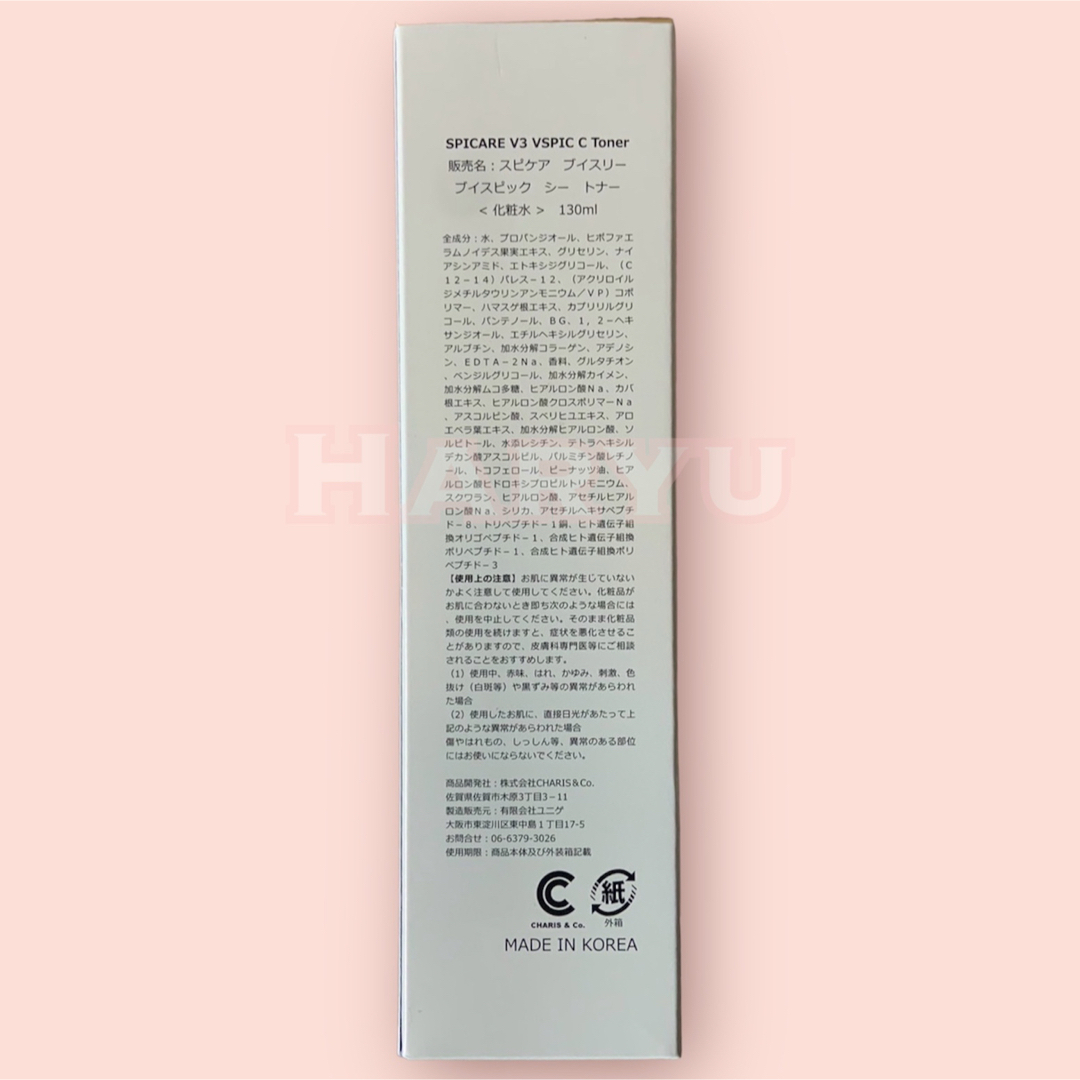 SPICARE V3 VSPIC C Toner
販売名：スピケア　ブイスリー
ブイスピック　シー　トナー
＜化粧水＞　130ml
全成分：水、プロパンジオール、ヒポファエ
ラムノイデス果実エキス、グリセリン、ナイ
アシンアミド、エトキシジグリコール、（Ｃ
１２－１４）パレス－１２、（アクリロイル
ジメチルタウリンアンモニウム／ＶＰ）コポ
リマー、ハマスゲ根エキス、カプリリルグリ
コール、パンテノール、ＢＧ、１，２－ヘキ
サンジオール、エチルヘキシルグリセリン、
アルブチン、加水分解コラーゲン、アデノシ
ン、ＥＤＴＡ－２Ｎａ、香料、グルタチオン
、ベンジルグリコール、加水分解カイメン、
加水分解ムコ多糖、ヒアルロン酸Ｎａ、カバ
根エキス、ヒアルロン酸クロスポリマーＮａ
、アスコルビン酸、スベリヒユエキス、アロ
エベラ葉エキス、加水分解ヒアルロン酸、ソ
ルビトール、水添レシチン、テトラヘキシル
デカン酸アスコルビル、パルミチン酸レチノ
ール、トコフェロール、ピーナッツ油、ヒア
ルロン酸ヒドロキシプロピルトリモニウム、
スクワラン、ヒアルロン酸、アセチルヒアル
ロン酸Ｎａ、シリカ、アセチルヘキサペプチ
ド－８、トリペプチド－１銅、ヒト遺伝子組
換オリゴペプチド－１、合成ヒト遺伝子組換
ポリペプチド－１、合成ヒト遺伝子組換ポリ
ペプチド－３
【使用上の注意】お肌に異常が生じていない
かよく注意して使用してください。化粧品が
お肌に合わないとき即ち次のような場合には
、使用を中止してください。そのまま化粧品
類の使用を続けますと、症状を悪化させるこ
とがありますので、皮膚科専門医等にご相談
されることをおすすめします。
（1）使用中、赤味、はれ、かゆみ、刺激、色
抜け（白斑等）や黒ずみ等の異常があらわれ
た場合
（2）使用したお肌に、直接日光があたって上
記のような異常があらわれた場合
傷やはれもの、しっしん等、異常のある部位
にはお使いにならないでください。
商品開発社：株式会社CHARIS＆Co.
佐賀県佐賀市木原3丁目3－11
製造販売元：有限会社ユニゲ
大阪市東淀川区東中島１丁目17-5
お問合せ：06-6379-3026
使用期限：商品本体及び外装箱記載
紙
CHARIS & Co.
外箱
MADE IN KOREA
HARYU